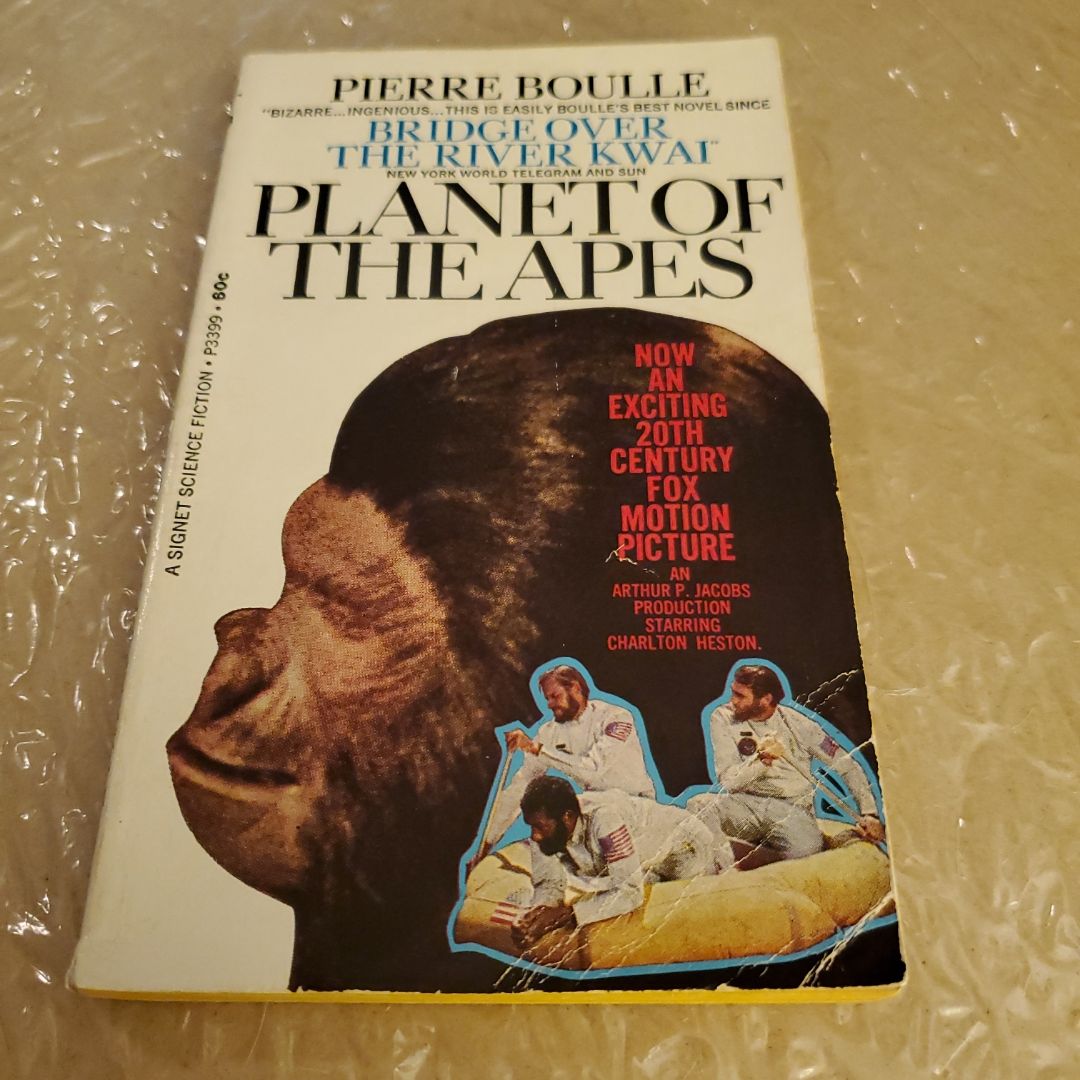 PIERRE BOULLE
"BIZARRE...INGENIOUS...THIS IS EASILY BOULLE'S BEST NOVEL SINCE
BRIDGE OVER
THE RIVER KWAI"
NEW YORK WORLD TELEGRAM AND SUN
PLANET OF
THE APES
A SIGNET SCIENCE FICTION • P3399 • 60c
NOW
AN
EXCITING
20TH
CENTURY
FOX
MOTION
PICTURE
AN
ARTHUR P. JACOBS
PRODUCTION
STARRING
CHARLTON HESTON.